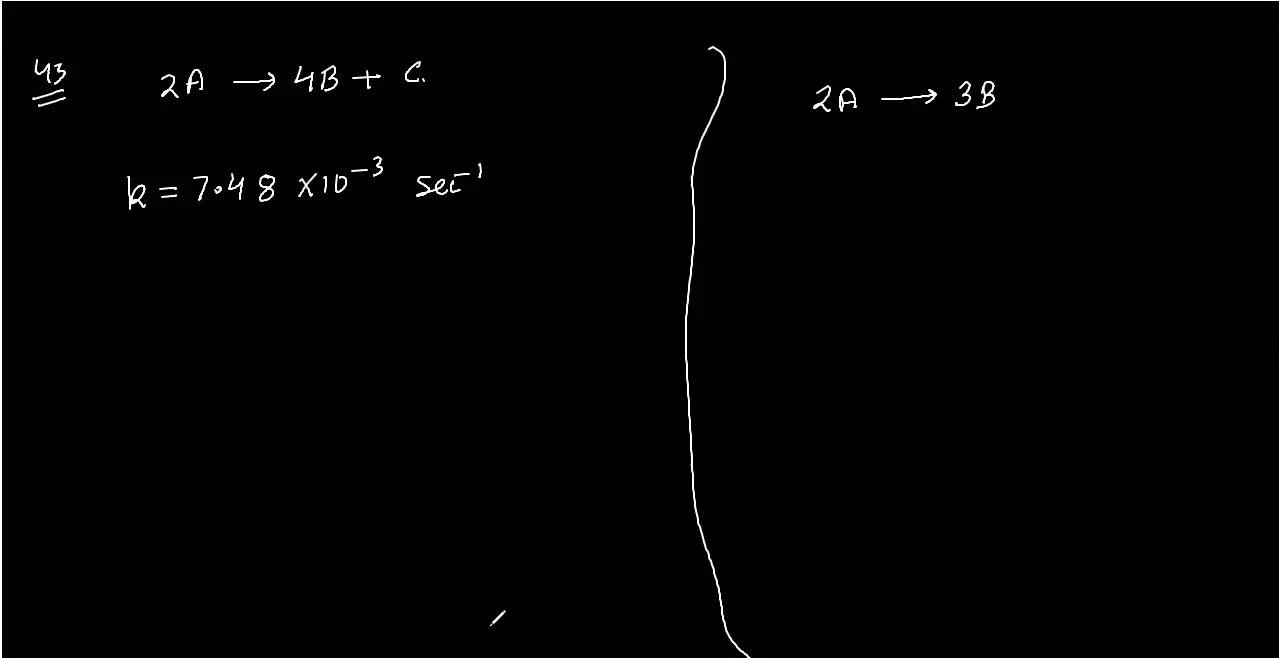 43 2A → 4B + C.
k = 7.48 ×10⁻³ sec⁻¹
2A → 3B